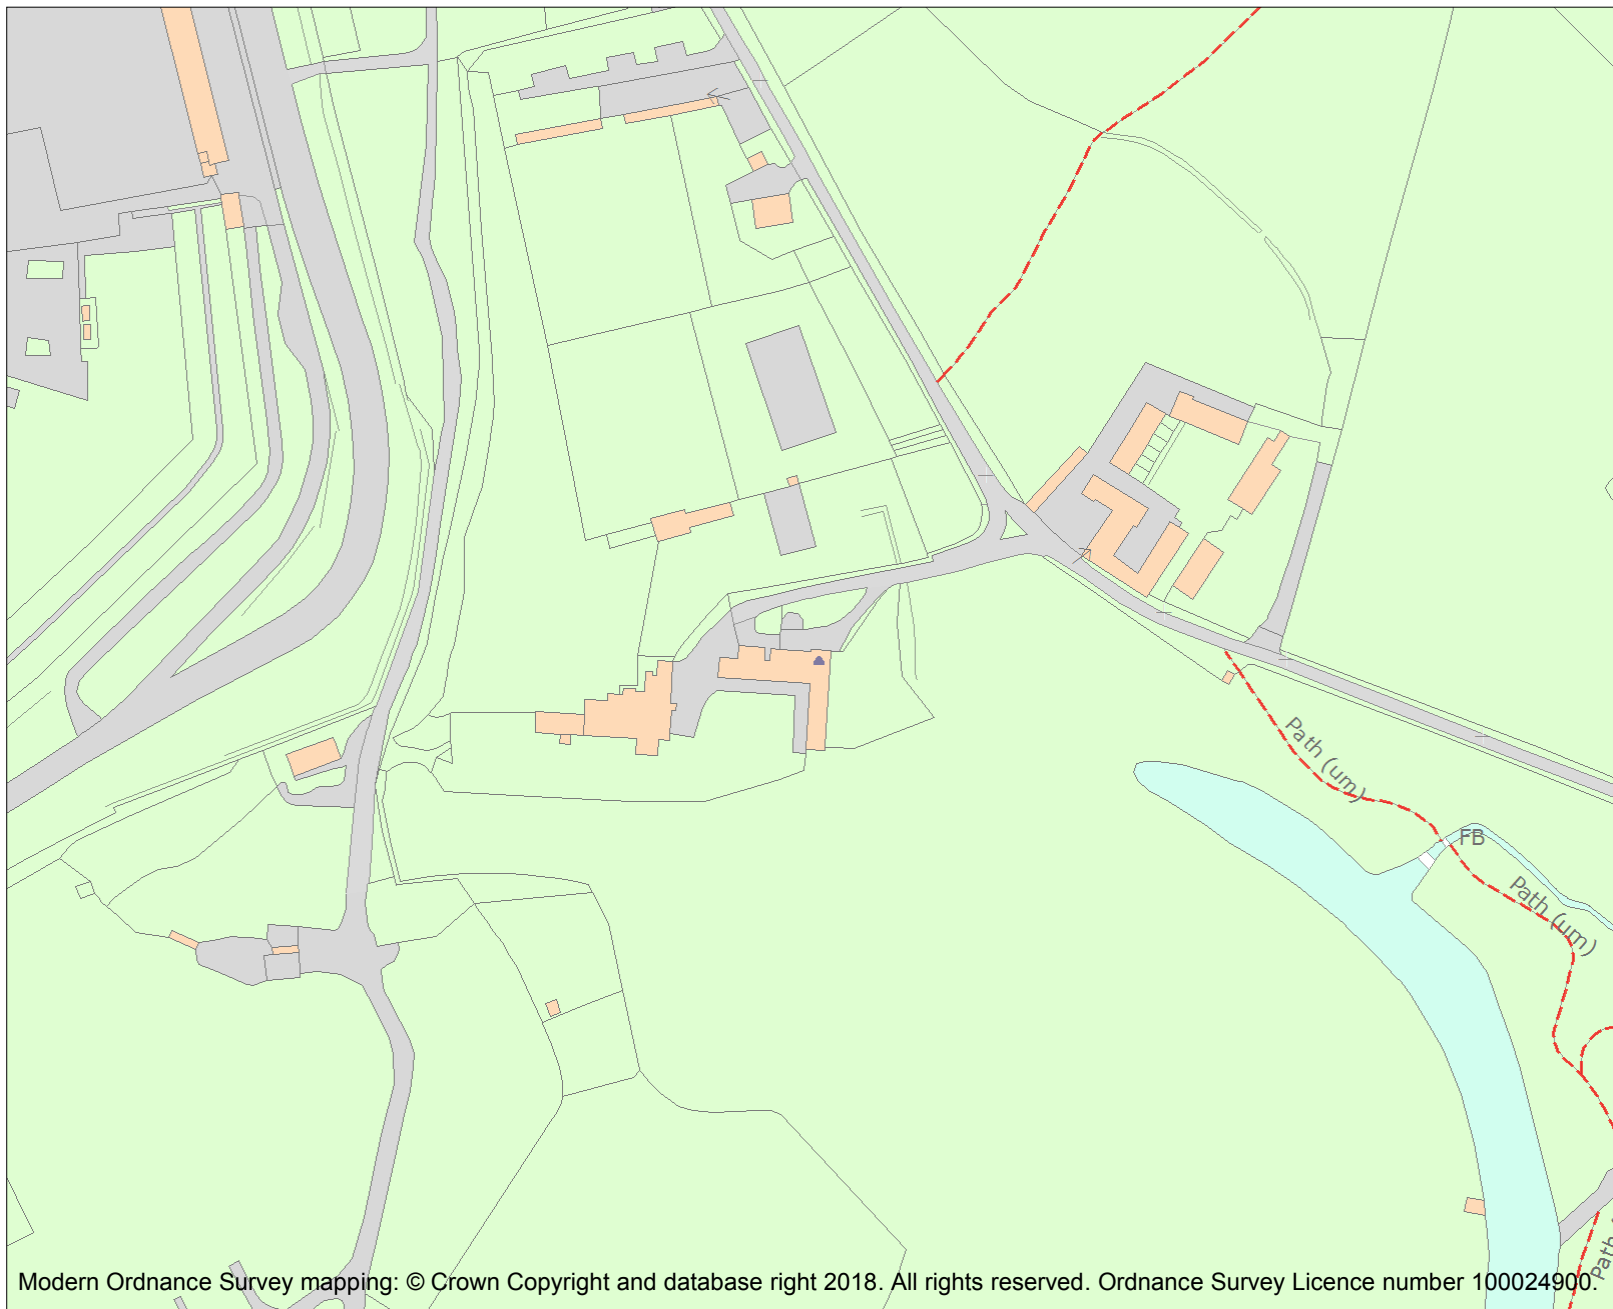 Path (um)
FB
Path (um)
Path
Modern Ordnance Survey mapping: © Crown Copyright and database right 2018. All rights reserved. Ordnance Survey Licence number 100024900.